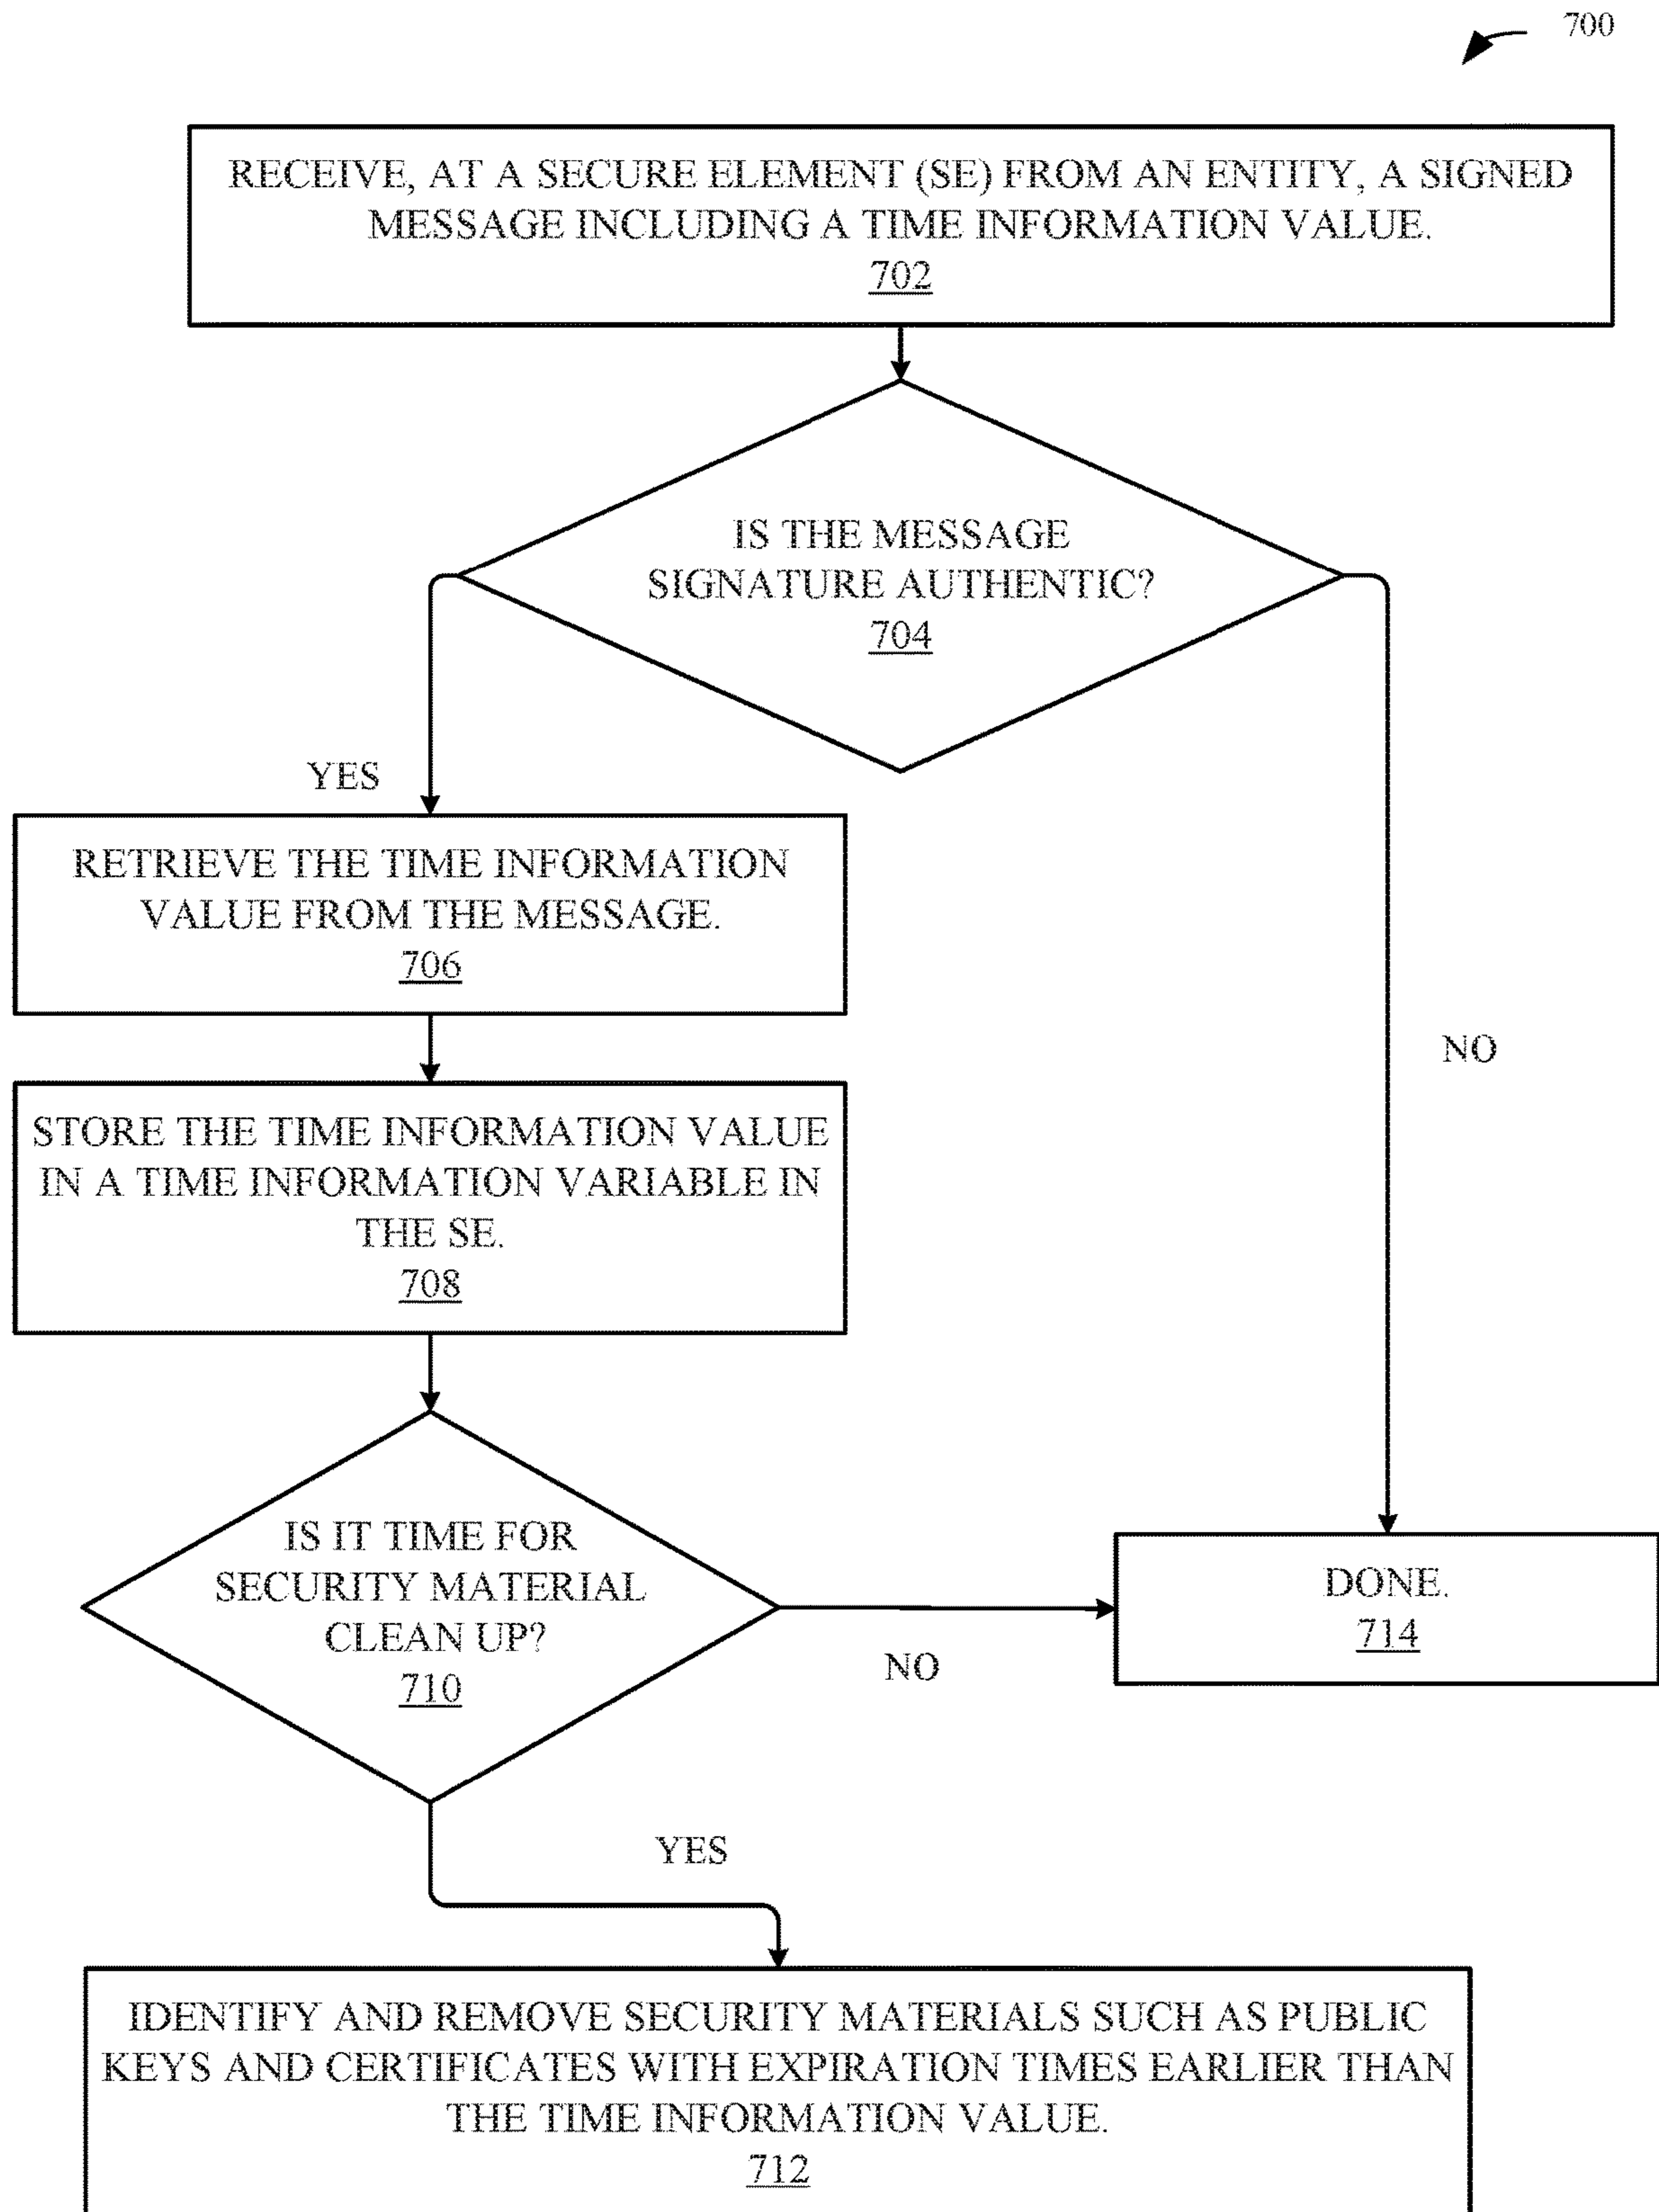 700
RECEIVE, AT A SECURE ELEMENT (SE) FROM AN ENTITY, A SIGNED
MESSAGE INCLUDING A TIME INFORMATION VALUE.
702
IS THE MESSAGE
SIGNATURE AUTHENTIC?
704
YES
RETRIEVE THE TIME INFORMATION
VALUE FROM THE MESSAGE.
706
NO
STORE THE TIME INFORMATION VALUE
IN A TIME INFORMATION VARIABLE IN
THE SE.
708
IS IT TIME FOR
SECURITY MATERIAL
CLEAN UP?
710
NO
DONE.
714
YES
IDENTIFY AND REMOVE SECURITY MATERIALS SUCH AS PUBLIC
KEYS AND CERTIFICATES WITH EXPIRATION TIMES EARLIER THAN
THE TIME INFORMATION VALUE.
712